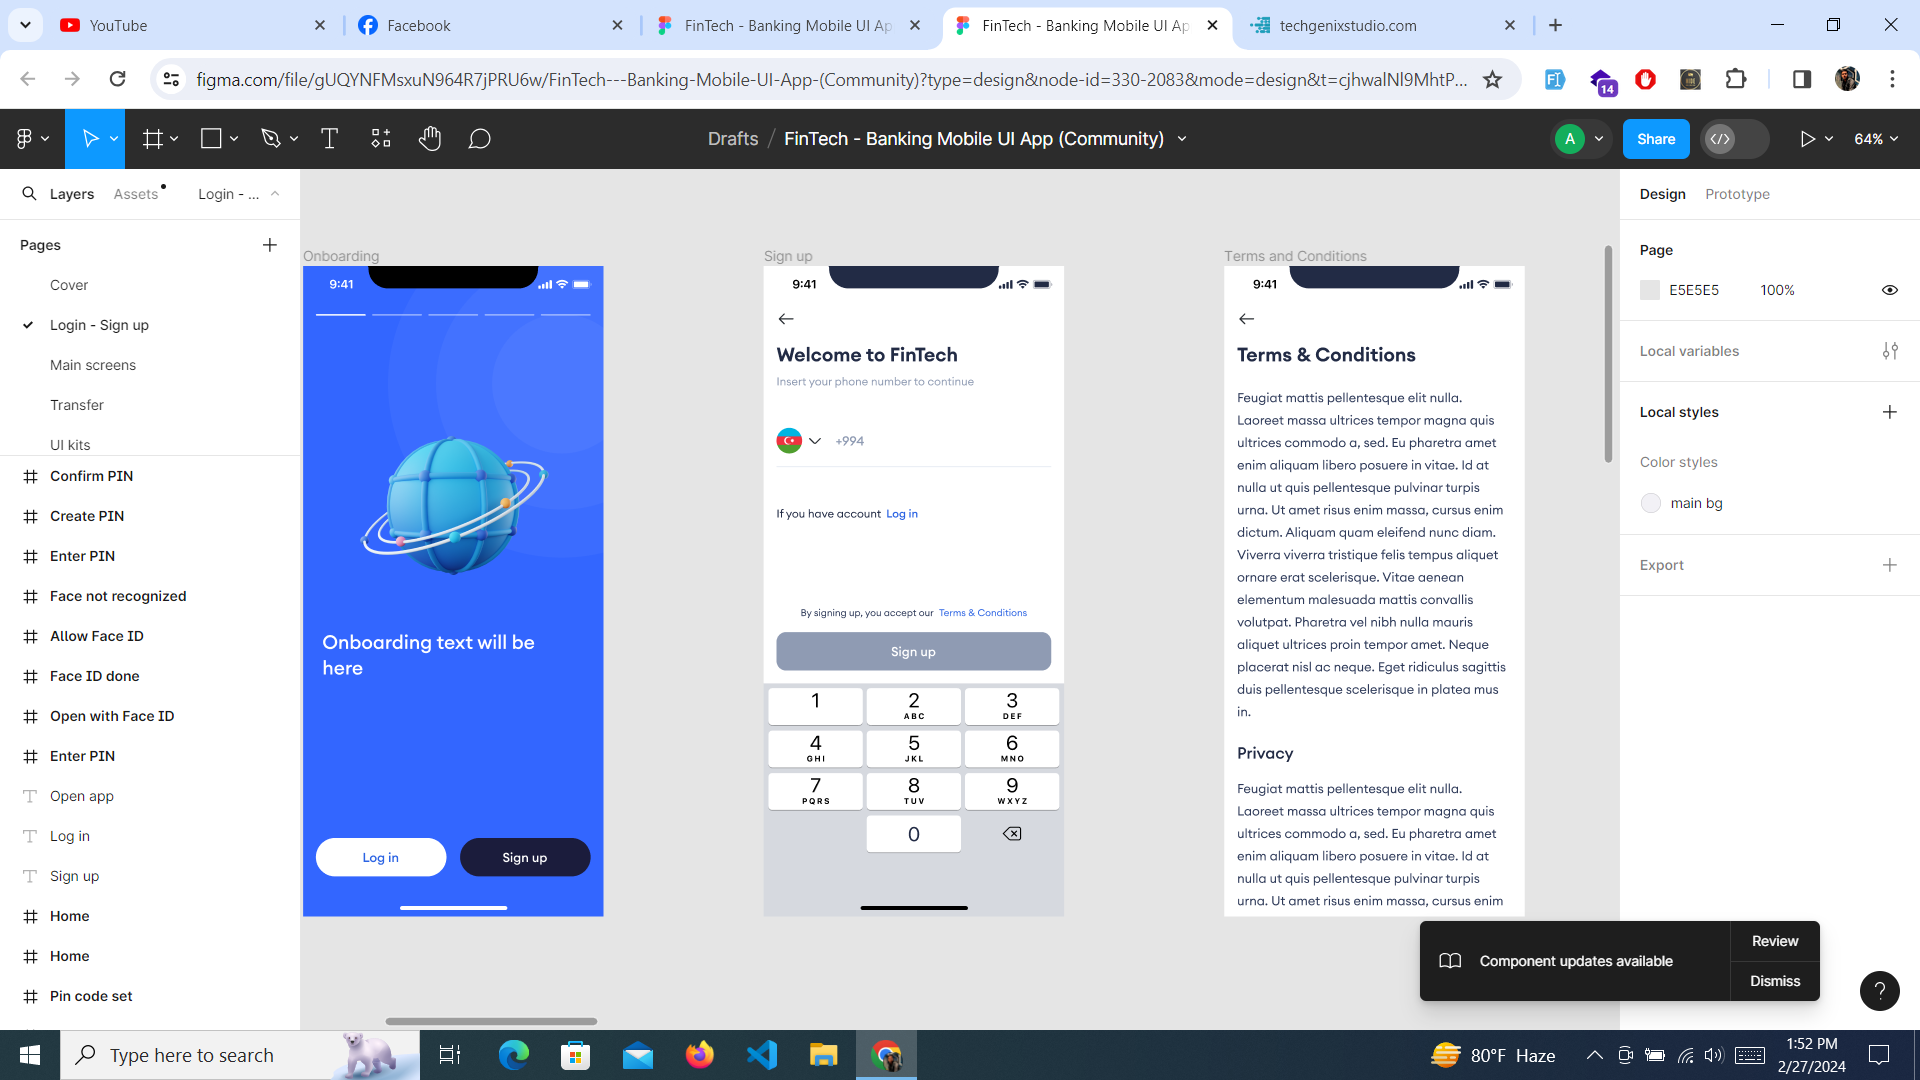 YouTube
Facebook
FinTech - Banking Mobile UI Ap
FinTech - Banking Mobile UI Ap
techgenixstudio.com
figma.com/file/gUQYNFMsxuN964R7jPRU6w/FinTech---Banking-Mobile-UI-App-(Community)?type=design&node-id=330-2083&mode=design&t=cjhwalNl9MhtP...
14
Drafts / FinTech - Banking Mobile UI App (Community)
A
Share
64%
Layers
Assets
Login - ...
Pages
Cover
Login - Sign up
Main screens
Transfer
UI kits
Confirm PIN
Create PIN
Enter PIN
Face not recognized
Allow Face ID
Face ID done
Open with Face ID
Enter PIN
Open app
Log in
Sign up
Home
Home
Pin code set
Onboarding
9:41
Onboarding text will be
here
Log in
Sign up
Sign up
9:41
Welcome to FinTech
Insert your phone number to continue
+994
If you have account Log in
By signing up, you accept our Terms & Conditions
Sign up
1
2
ABC
3
DEF
4
GHI
5
JKL
6
MNO
7
PQRS
8
TUV
9
WXYZ
0
Terms and Conditions
9:41
Terms & Conditions
Feugiat mattis pellentesque elit nulla.
Laoreet massa ultrices tempor magna quis
ultrices commodo a, sed. Eu pharetra amet
enim aliquam libero posuere in vitae. Id at
nulla ut quis pellentesque pulvinar turpis
urna. Ut amet risus enim massa, cursus enim
dictum. Aliquam quam eleifend nunc diam.
Viverra viverra tristique felis tempus aliquet
ornare erat scelerisque. Vitae aenean
elementum malesuada mattis convallis
volutpat. Pharetra vel nibh nulla mauris
aliquet ultrices proin tempor amet. Neque
placerat nisl ac neque. Eget ridiculus sagittis
duis pellentesque scelerisque in platea mus
in.
Privacy
Feugiat mattis pellentesque elit nulla.
Laoreet massa ultrices tempor magna quis
ultrices commodo a, sed. Eu pharetra amet
enim aliquam libero posuere in vitae. Id at
nulla ut quis pellentesque pulvinar turpis
urna. Ut amet risus enim massa, cursus enim
Design
Prototype
Page
E5E5E5
100%
Local variables
Local styles
Color styles
main bg
Export
Component updates available
Review
Dismiss
?
Type here to search
80°F Haze
1:52 PM
2/27/2024